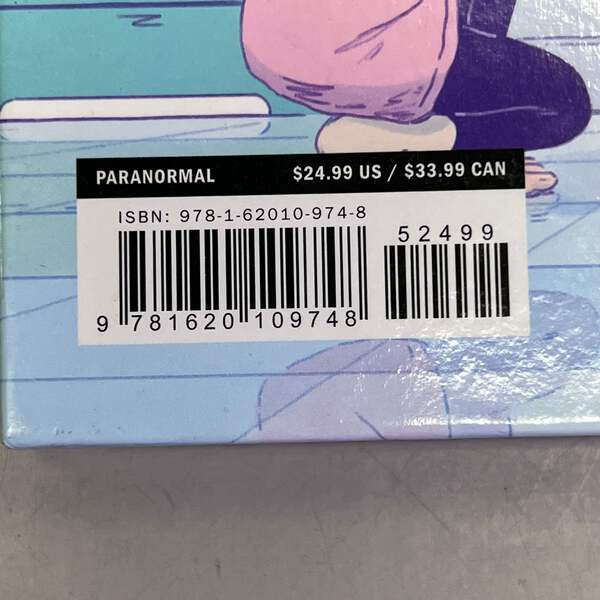 PARANORMAL $24.99 US / $33.99 CAN
ISBN: 978-1-62010-974-8
52499
9 781620 109748